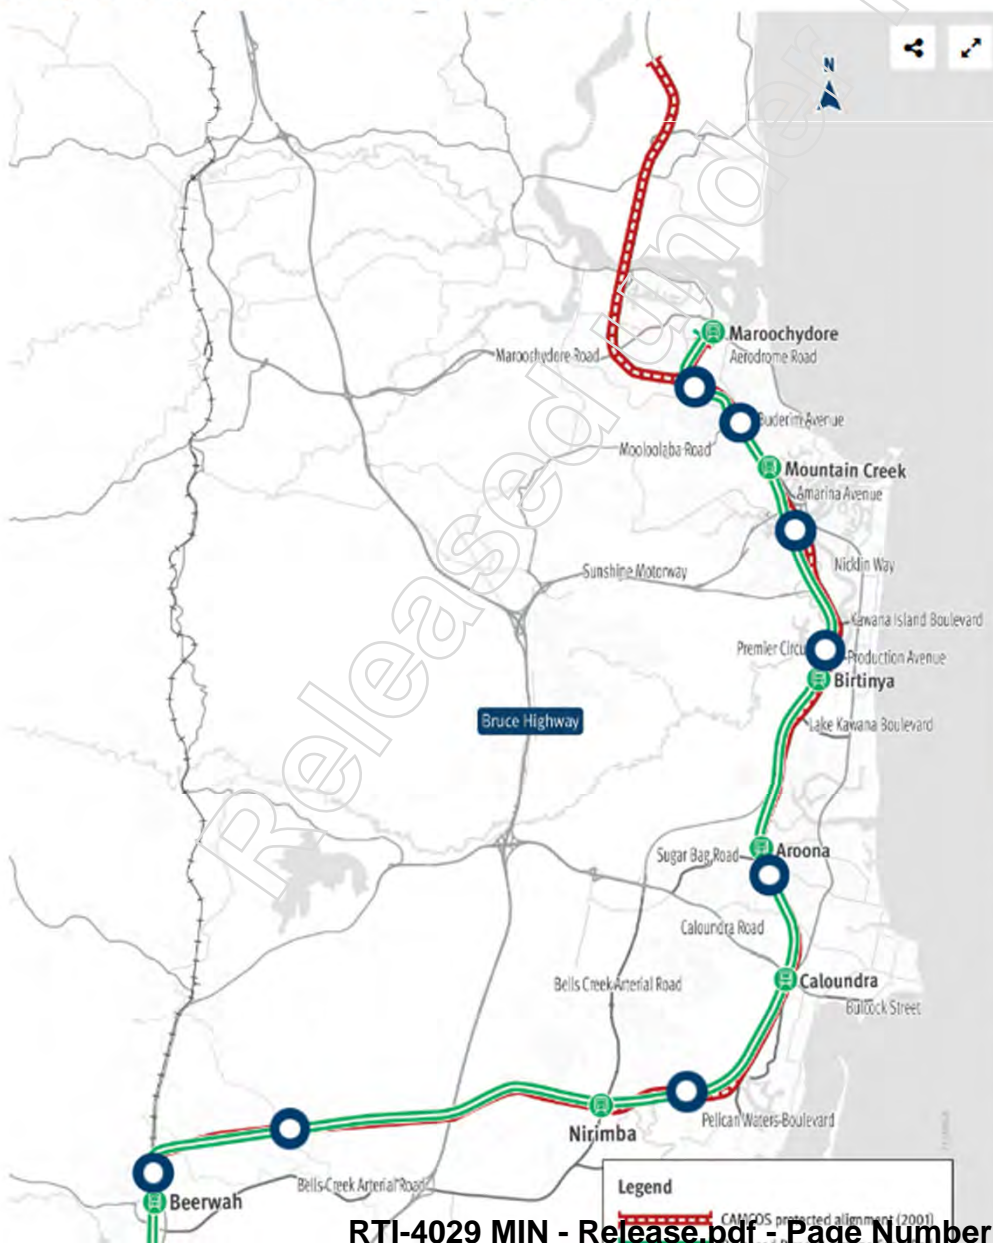 N
Maroochydore
Maroochydore Road
Aerodrome Road
Buderim Avenue
Mooloolaba Road
Mountain Creek
Amarina Avenue
Nicklin Way
Sunshine Motorway
Kawana Island Boulevard
Premier Circu
Production Avenue
Birtinya
Bruce Highway
Lake Kawana Boulevard
Sugar Bag Road
Aroona
Caloundra Road
Bells Creek Arterial Road
Caloundra
Bulcock Street
Nirimba
Pelican Waters Boulevard
Bells Creek Arterial Road
Beerwah
Legend
CAMCOS protected alignment (2001)
RTI-4029 MIN - Release.pdf - Page Number
Released under